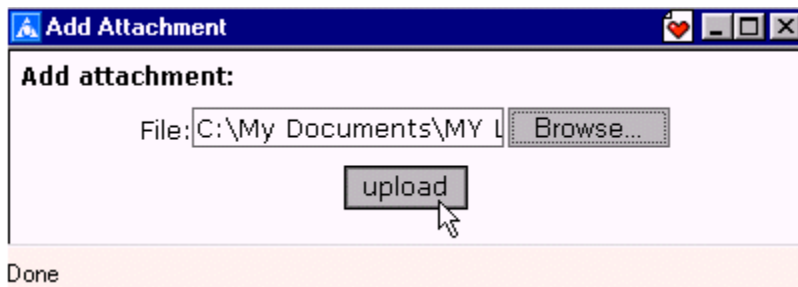 Add Attachment
Add attachment:
File: C:\My Documents\MY L Browse...
upload
Done